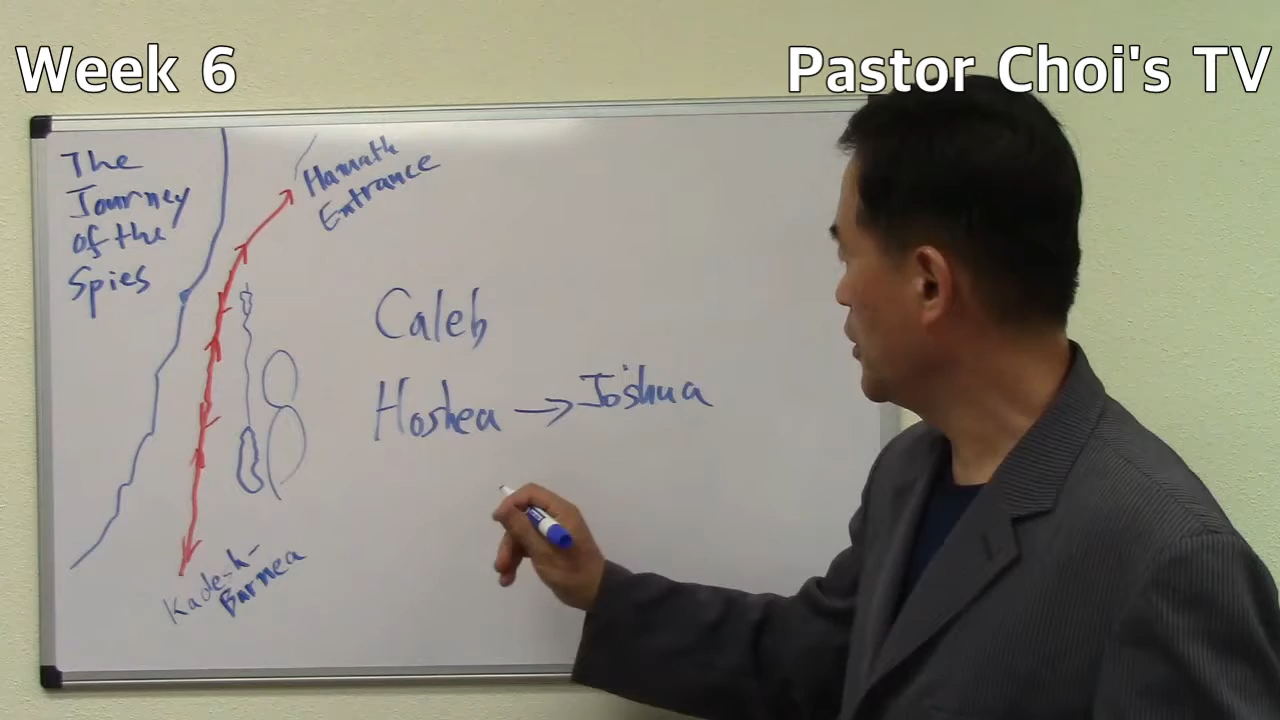 Week 6
Pastor Choi's TV
The
Journey
of the
Spies
Hamath
Entrance
Caleb
Hoshea → Joshua
Kadesh-
Barnea